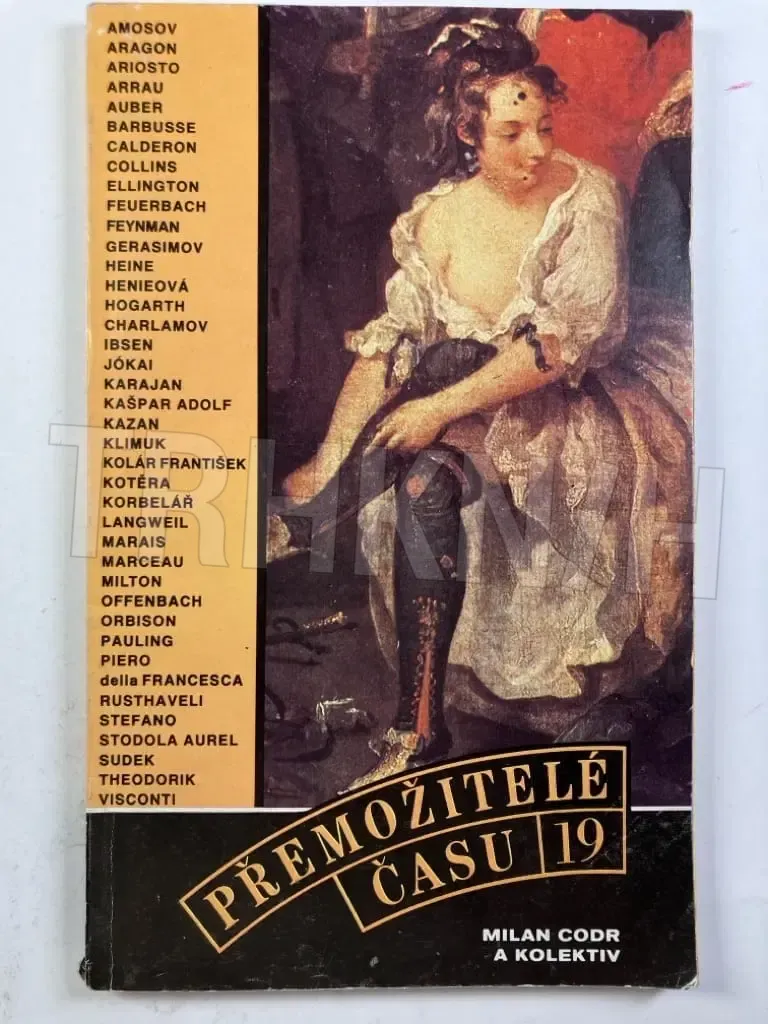 AMOSOV
ARAGON
ARIOSTO
ARRAU
AUBER
BARBUSSE
CALDERON
COLLINS
ELLINGTON
FEUERBACH
FEYNMAN
GERASIMOV
HEINE
HENIEOVÁ
HOGARTH
CHARLAMOV
IBSEN
JÓKAI
KARAJAN
KAŠPAR ADOLF
KAZAN
KLIMUK
KOLÁR FRANTIŠEK
KOTĚRA
KORBELÁŘ
LANGWEIL
MARAIS
MARCEAU
MILTON
OFFENBACH
ORBISON
PAULING
PIERO
della FRANCESCA
RUSTHAVELI
STEFANO
STODOLA AUREL
SUDEK
THEODORIK
VISCONTI
TRHKNIH
PŘEMOŽITELÉ
ČASU 19
MILAN CODR
A KOLEKTIV